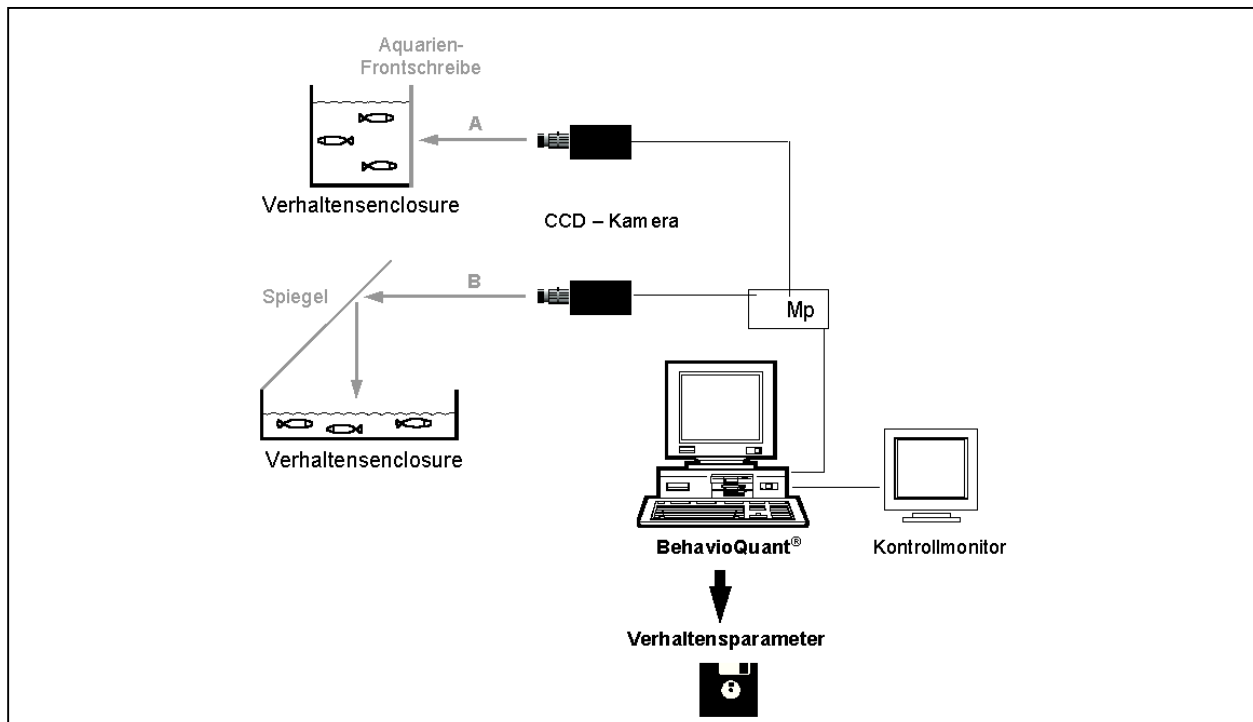 Aquarien-
Frontschreibe
A
Verhaltensenclosure
CCD – Kamera
Spiegel
B
Mp
Verhaltensenclosure
BehavioQuant®
Kontrollmonitor
Verhaltensparameter